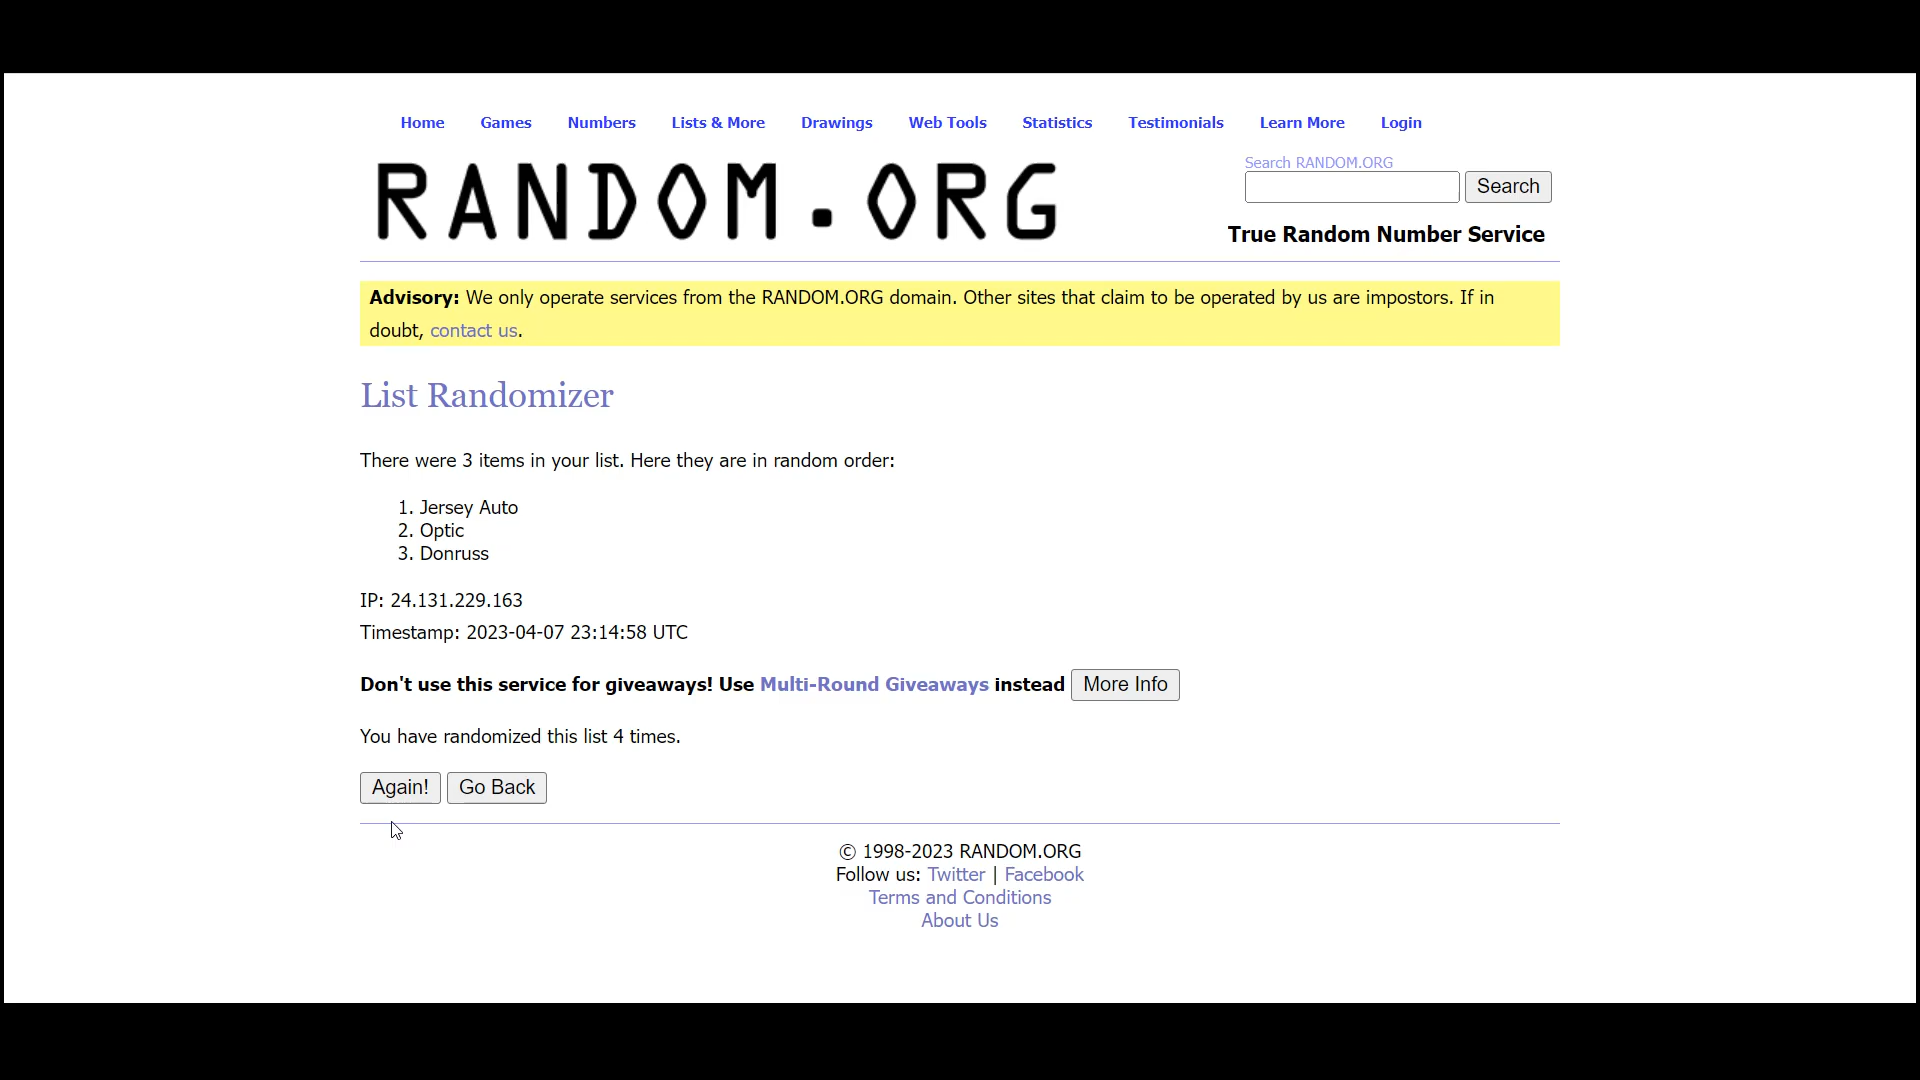 Home Games Numbers Lists & More Drawings Web Tools Statistics Testimonials Learn More Login
RANDOM.ORG
Search RANDOM.ORG
Search
True Random Number Service
Advisory: We only operate services from the RANDOM.ORG domain. Other sites that claim to be operated by us are impostors. If in
doubt, contact us.
List Randomizer
There were 3 items in your list. Here they are in random order:
1. Jersey Auto
2. Optic
3. Donruss
IP: 24.131.229.163
Timestamp: 2023-04-07 23:14:58 UTC
Don't use this service for giveaways! Use Multi-Round Giveaways instead More Info
You have randomized this list 4 times.
Again! Go Back
© 1998-2023 RANDOM.ORG
Follow us: Twitter | Facebook
Terms and Conditions
About Us